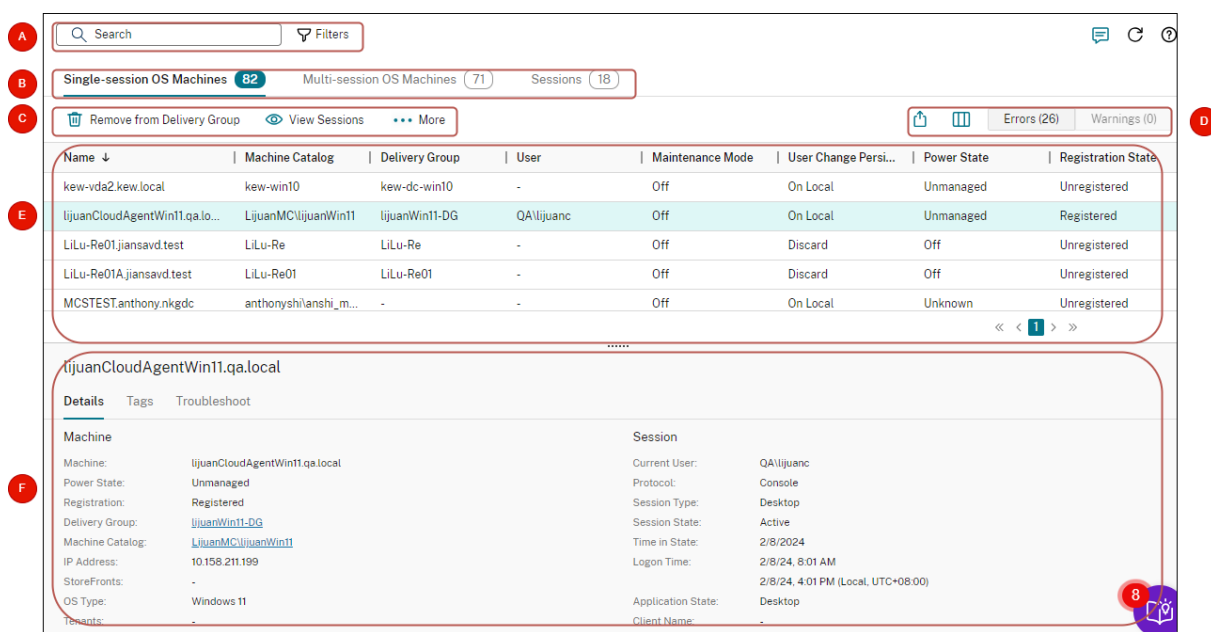 A
Search Filters
B
Single-session OS Machines 82 Multi-session OS Machines 71 Sessions 18
C
Remove from Delivery Group View Sessions ••• More Errors (26) Warnings (0)
D
Name ↓ Machine Catalog Delivery Group User Maintenance Mode User Change Persi... Power State Registration State
kew-vda2.kew.local kew-win10 kew-dc-win10 - Off On Local Unmanaged Unregistered
E
lijuanCloudAgentWin11.qa.lo... LijuanMC\lijuanWin11 lijuanWin11-DG QA\lijuanc Off On Local Unmanaged Registered
LiLu-Re01.jiansavd.test LiLu-Re LiLu-Re - Off Discard Off Unregistered
LiLu-Re01A.jiansavd.test LiLu-Re01 LiLu-Re01 - Off Discard Off Unregistered
MCSTEST.anthony.nkgdc anthonyshi\anshi_m... - - Off On Local Unknown Unregistered
« < 1 > »
lijuanCloudAgentWin11.qa.local
Details Tags Troubleshoot
Machine Session
Machine: lijuanCloudAgentWin11.qa.local Current User: QA\lijuanc
Power State: Unmanaged Protocol: Console
F
Registration: Registered Session Type: Desktop
Delivery Group: lijuanWin11-DG Session State: Active
Machine Catalog: LijuanMC\lijuanWin11 Time in State: 2/8/2024
IP Address: 10.158.211.199 Logon Time: 2/8/24, 8:01 AM
StoreFronts: - 2/8/24, 4:01 PM (Local, UTC+08:00)
OS Type: Windows 11 Application State: Desktop
Tenants: - Client Name: -
8